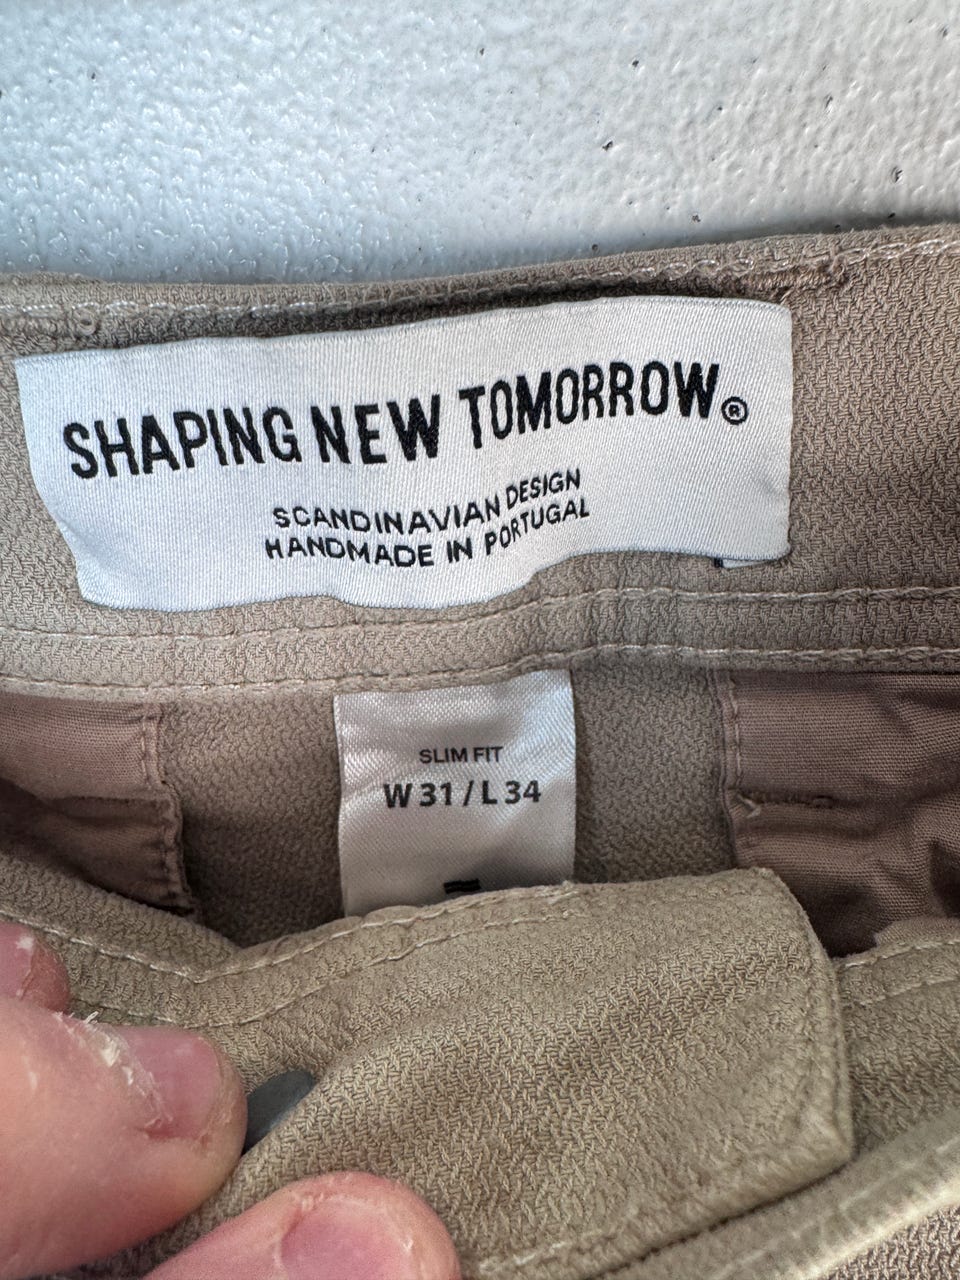 SHAPING NEW TOMORROW®
SCANDINAVIAN DESIGN
HANDMADE IN PORTUGAL
SLIM FIT
W 31 / L 34